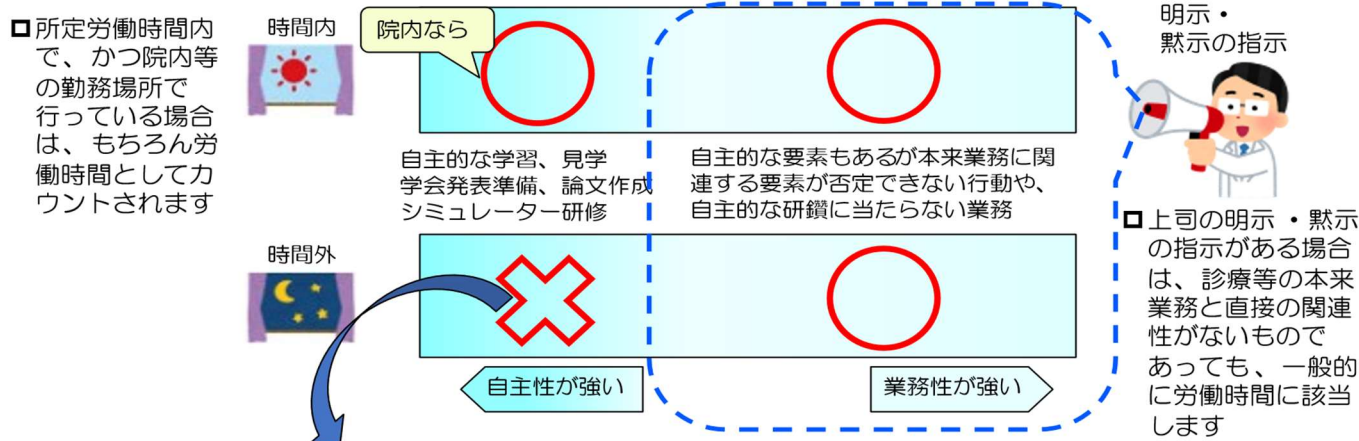 所定労働時間内
で、かつ院内等
の勤務場所で
行っている場合
は、もちろん労
働時間としてカ
ウントされます
時間内
院内なら
明示・
黙示の指示
自主的な学習、見学
学会発表準備、論文作成
シミュレーター研修
自主的な要素もあるが本来業務に関
連する要素が否定できない行動や、
自主的な研鑽に当たらない業務
時間外
自主性が強い
業務性が強い
上司の明示・黙示
の指示がある場合
は、診療等の本来
業務と直接の関連
性がないもので
あっても、一般的
に労働時間に該当
します